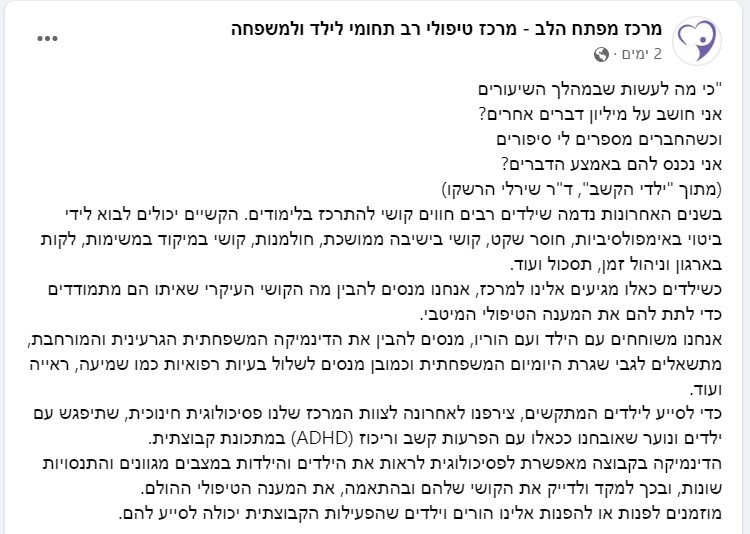 מרכז מפתח הלב - מרכז טיפולי רב תחומי לילד ולמשפחה
2 ימים ·
"כי מה לעשות שבמהלך השיעורים
אני חושב על מיליון דברים אחרים?
וכשהחברים מספרים לי סיפורים
אני נכנס להם באמצע הדברים?
(מתוך "ילדי הקשב", ד"ר שירלי הרשקו)
בשנים האחרונות נדמה שילדים רבים חווים קושי להתרכז בלימודים. הקשיים יכולים לבוא לידי
ביטוי באימפולסיביות, חוסר שקט, קושי בישיבה ממושכת, חולמנות, קושי במיקוד במשימות, לקות
בארגון וניהול זמן, תסכול ועוד.
כשילדים כאלו מגיעים אלינו למרכז, אנחנו מנסים להבין מה הקושי העיקרי שאיתו הם מתמודדים
כדי לתת להם את המענה הטיפולי המיטבי.
אנחנו משוחחים עם הילד ועם הוריו, מנסים להבין את הדינמיקה המשפחתית הגרעינית והמורחבת,
מתשאלים לגבי שגרת היומיום המשפחתית וכמובן מנסים לשלול בעיות רפואיות כמו שמיעה, ראייה
ועוד.
כדי לסייע לילדים המתקשים, צירפנו לאחרונה לצוות המרכז שלנו פסיכולוגית חינוכית, שתיפגש עם
ילדים ונוער שאובחנו ככאלו עם הפרעות קשב וריכוז (ADHD) במתכונת קבוצתית.
הדינמיקה בקבוצה מאפשרת לפסיכולוגית לראות את הילדים והילדות במצבים מגוונים והתנסויות
שונות, ובכך למקד ולדייק את הקושי שלהם ובהתאמה, את המענה הטיפולי ההולם.
מוזמנים לפנות או להפנות אלינו הורים וילדים שהפעילות הקבוצתית יכולה לסייע להם.